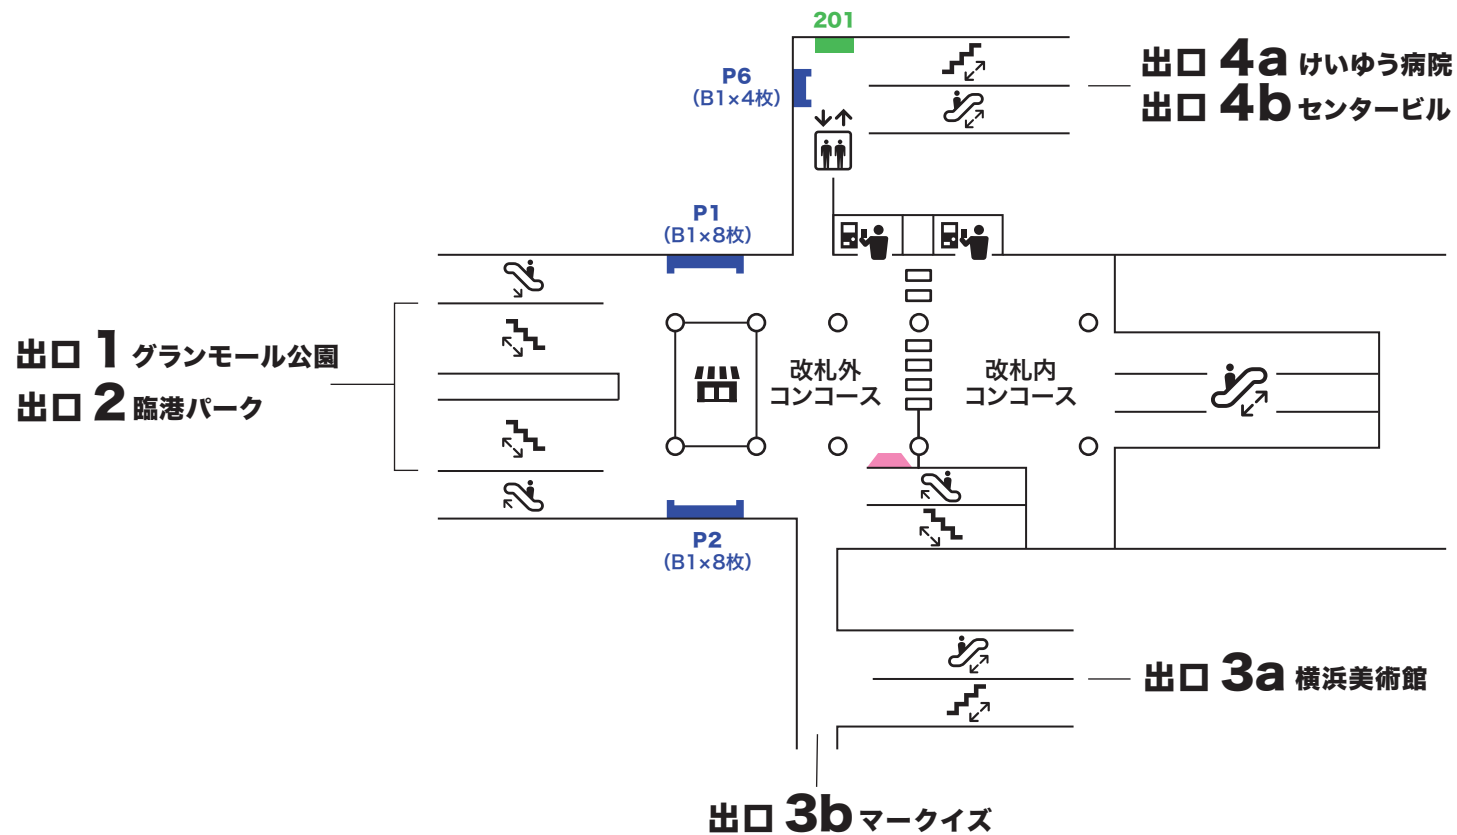 201
P6
（B1×4枚）
出口 4a けいゆう病院
出口 4b センタービル
P1
（B1×8枚）
出口 1 グランモール公園
出口 2 臨港パーク
改札外
コンコース
改札内
コンコース
P2
（B1×8枚）
出口 3a 横浜美術館
出口 3b マークイズ